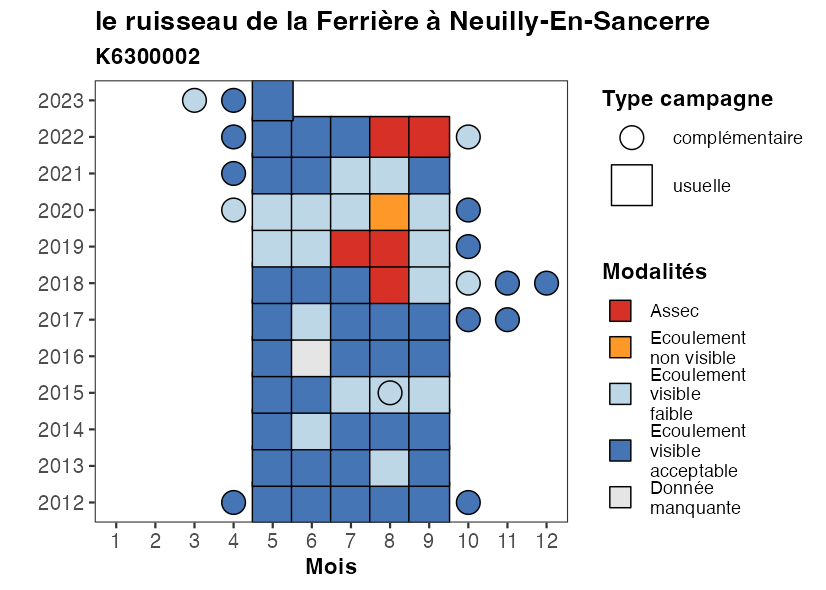 le ruisseau de la Ferrière à Neuilly-En-Sancerre
K6300002
2023
2022
2021
2020
2019
2018
2017
2016
2015
2014
2013
2012
1 2 3 4 5 6 7 8 9 10 11 12
Mois
Type campagne
complémentaire
usuelle
Modalités
Assec
Ecoulement
non visible
Ecoulement
visible
faible
Ecoulement
visible
acceptable
Donnée
manquante